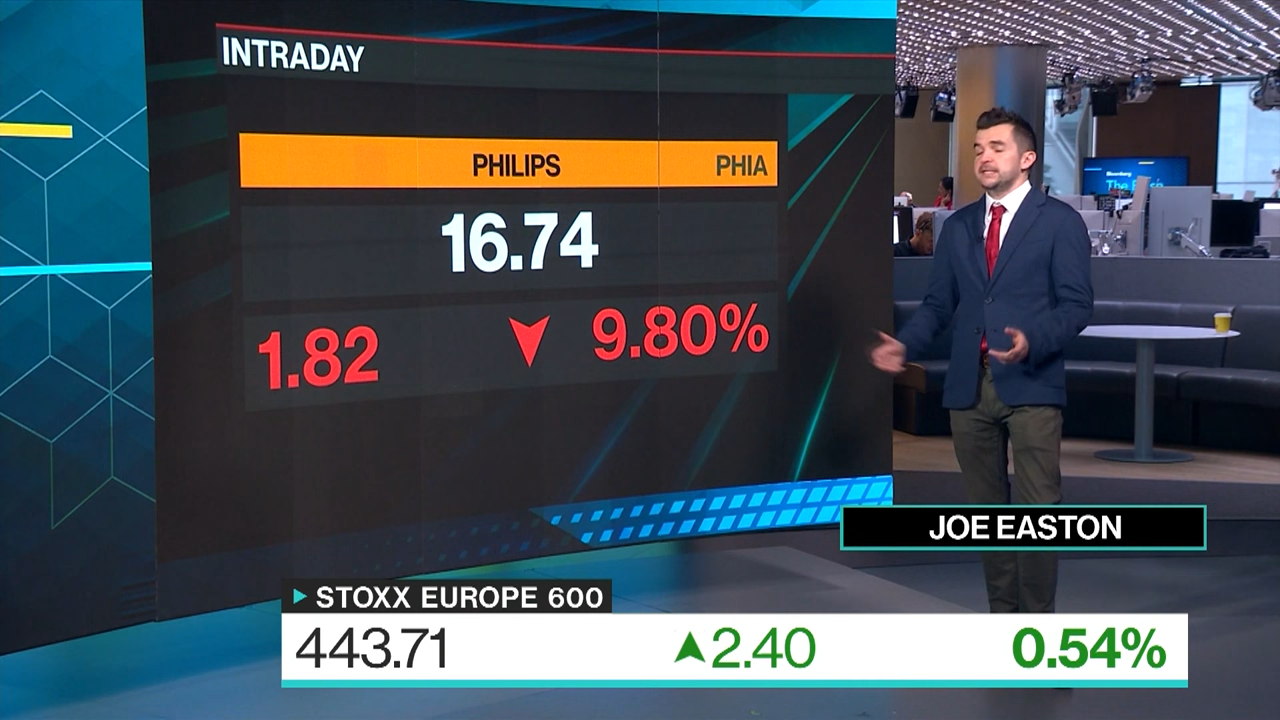 INTRADAY
PHILIPS PHIA
16.74
1.82 9.80%
Bloomberg
JOE EASTON
STOXX EUROPE 600
443.71 2.40 0.54%